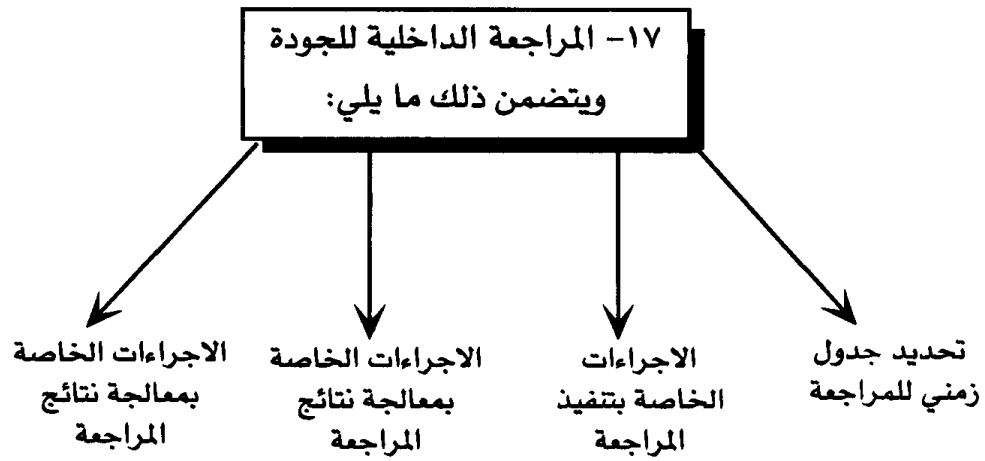 ١٧- المراجعة الداخلية للجودة
ويتضمن ذلك ما يلي:
تحديد جدول
زمني للمراجعة
الاجراءات
الخاصة بتنفيذ
المراجعة
الاجراءات الخاصة
بمعالجة نتائج
المراجعة
الاجراءات الخاصة
بمعالجة نتائج
المراجعة